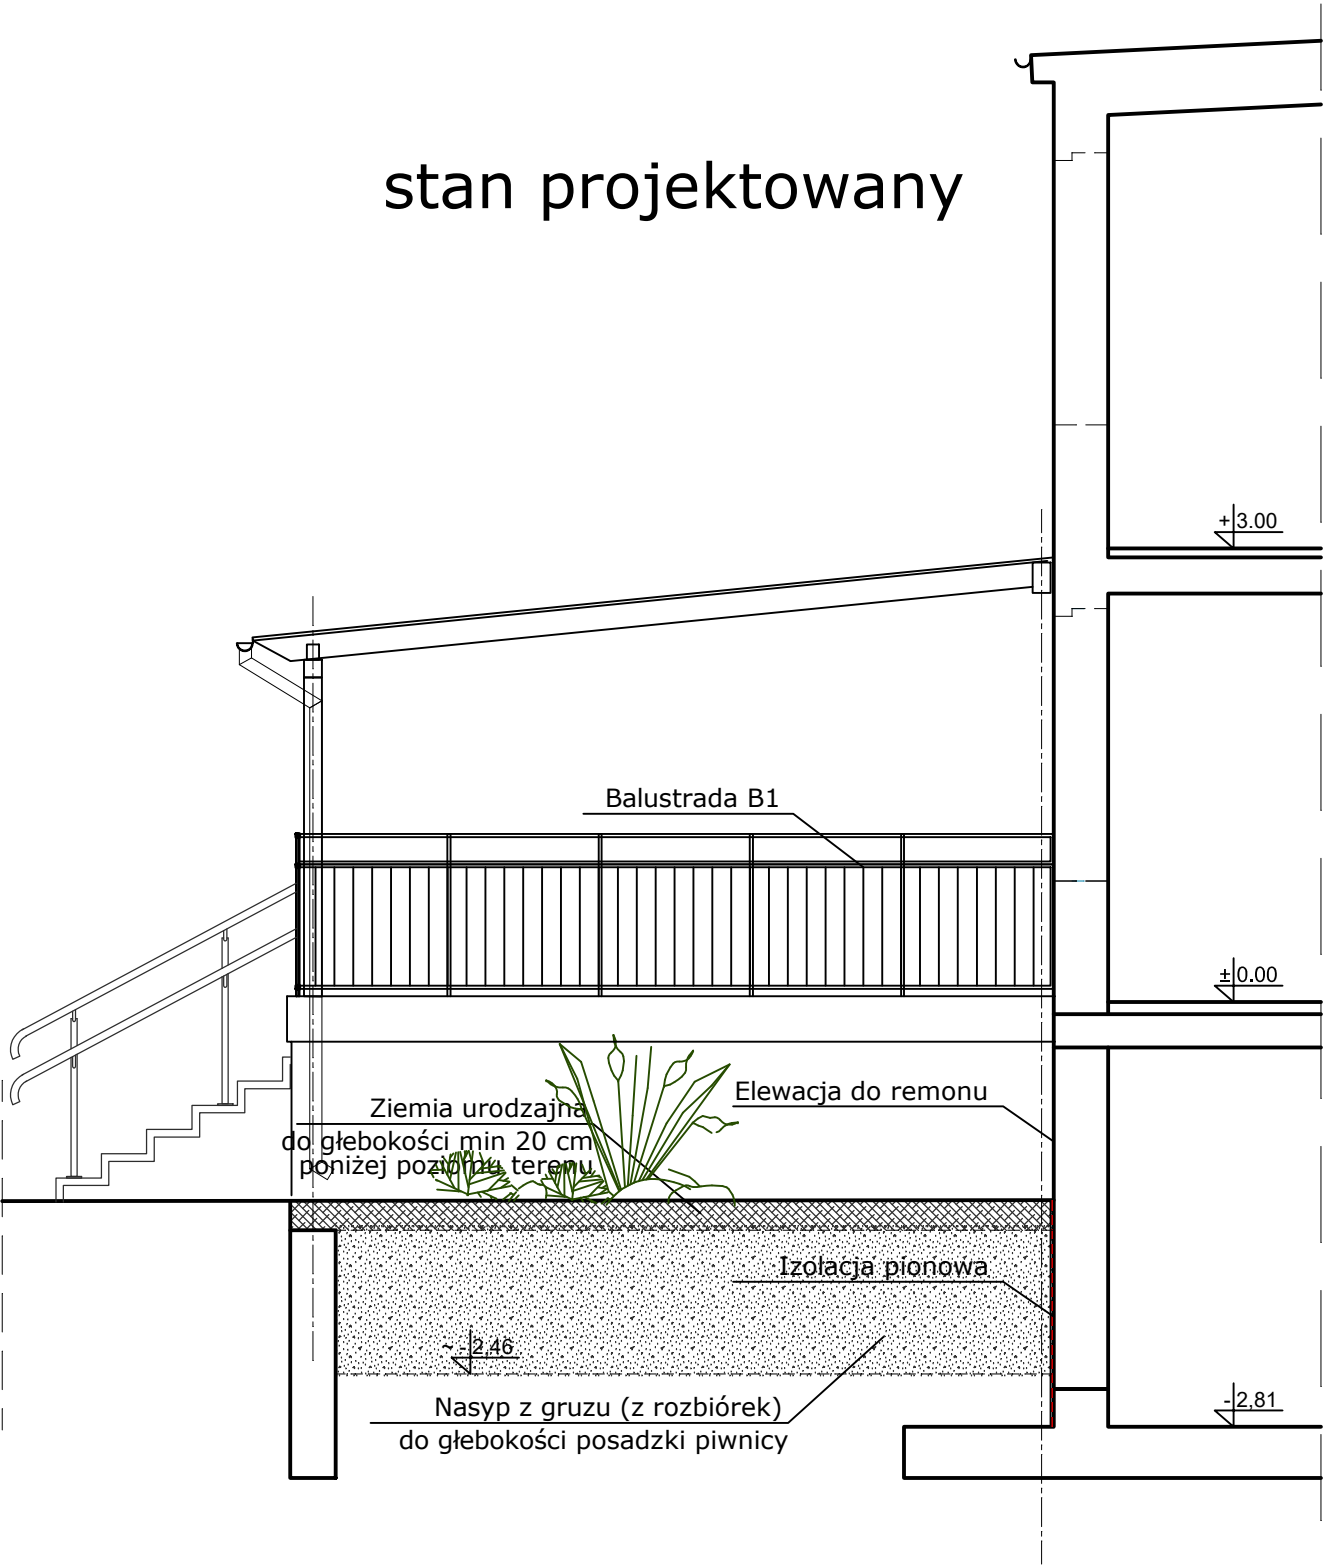 stan projektowany
+3.00
Balustrada B1
±0.00
Elewacja do remonu
Ziemia urodzajna
do głebokości min 20 cm
poniżej poziomu terenu
Izolacja pionowa
~ -2,46
Nasyp z gruzu (z rozbiórek)
do głebokości posadzki piwnicy
-2,81